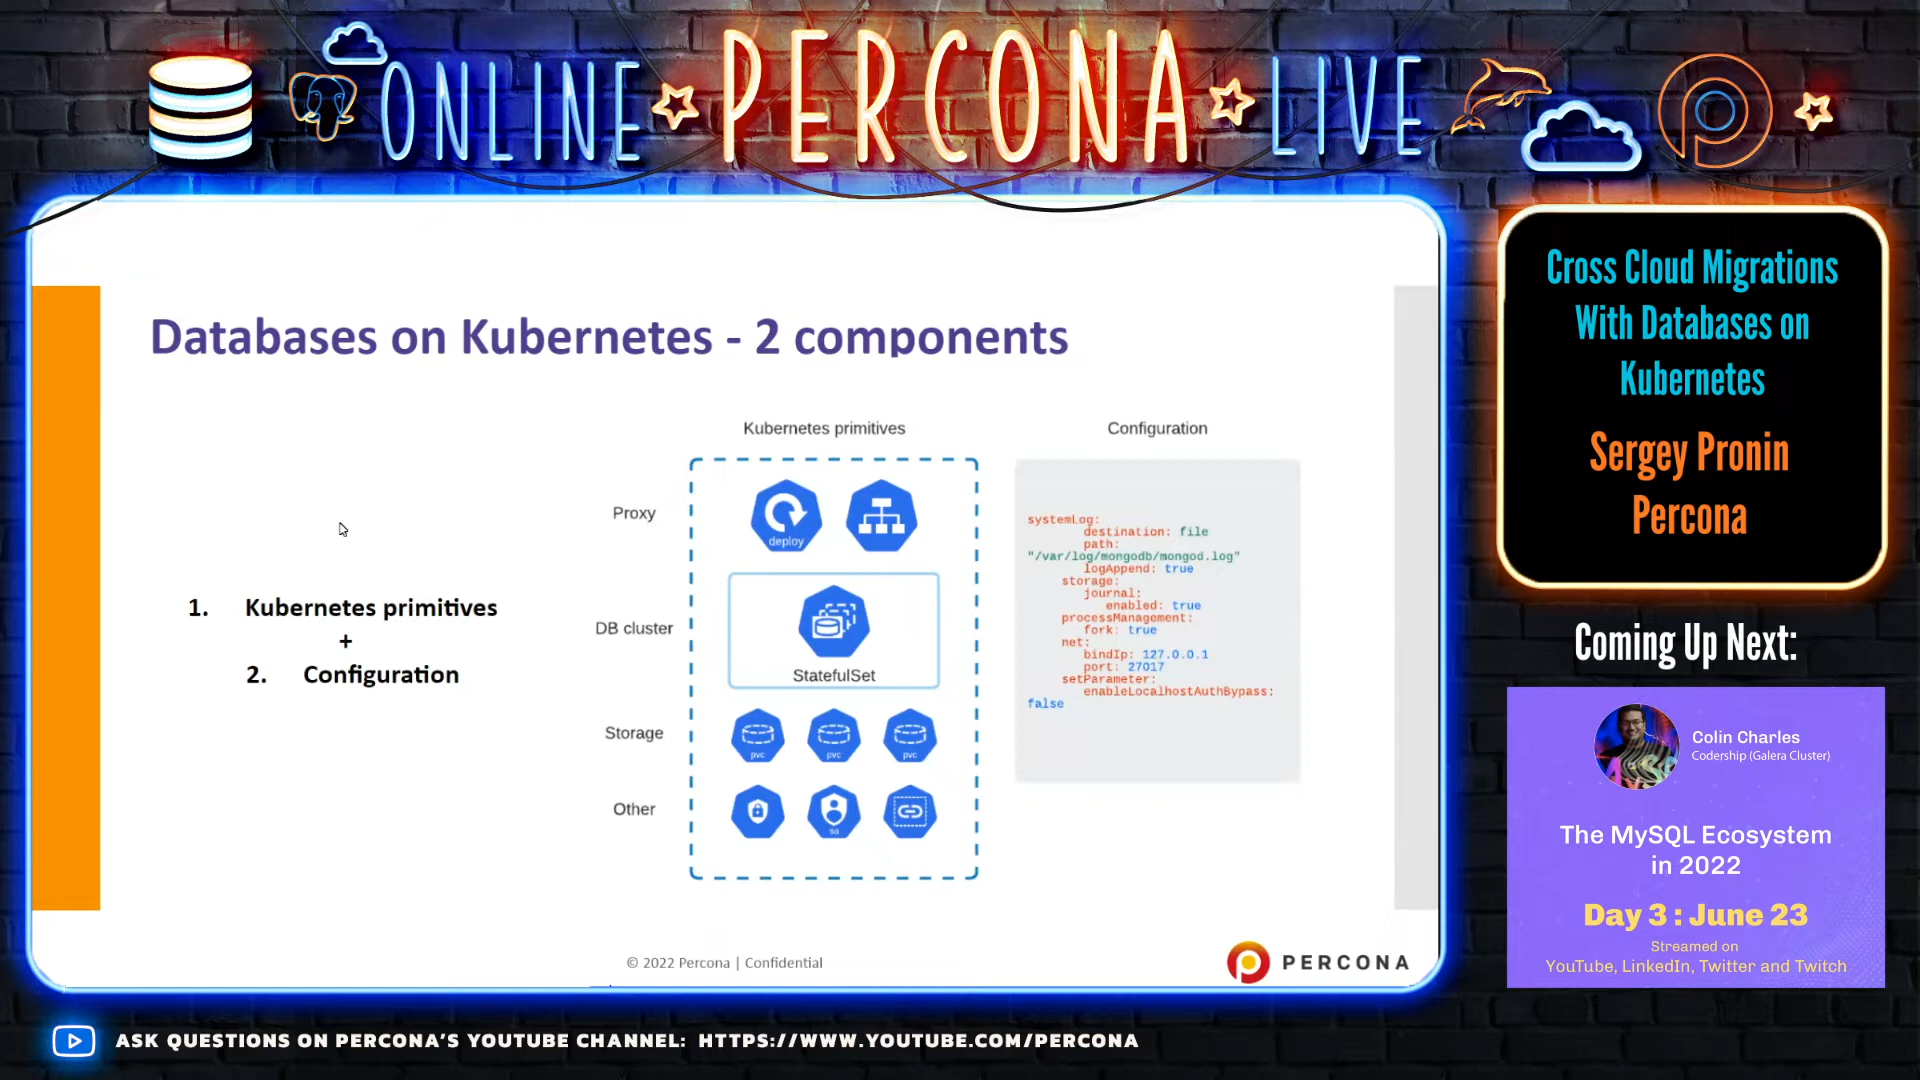 ONLINE PERCONA LIVE
Databases on Kubernetes - 2 components
1. Kubernetes primitives
+
2. Configuration
Kubernetes primitives
Proxy
deploy
DB cluster
StatefulSet
Storage
pvc pvc pvc
Other
sa
Configuration
systemLog:
destination: file
path:
"/var/log/mongodb/mongod.log"
logAppend: true
storage:
journal:
enabled: true
processManagement:
fork: true
net:
bindIp: 127.0.0.1
port: 27017
setParameter:
enableLocalhostAuthBypass:
false
© 2022 Percona | Confidential
PERCONA
Cross Cloud Migrations
With Databases on
Kubernetes
Sergey Pronin
Percona
Coming Up Next:
Colin Charles
Codership (Galera Cluster)
The MySQL Ecosystem
in 2022
Day 3 : June 23
Streamed on
YouTube, LinkedIn, Twitter and Twitch
ASK QUESTIONS ON PERCONA'S YOUTUBE CHANNEL: HTTPS://WWW.YOUTUBE.COM/PERCONA